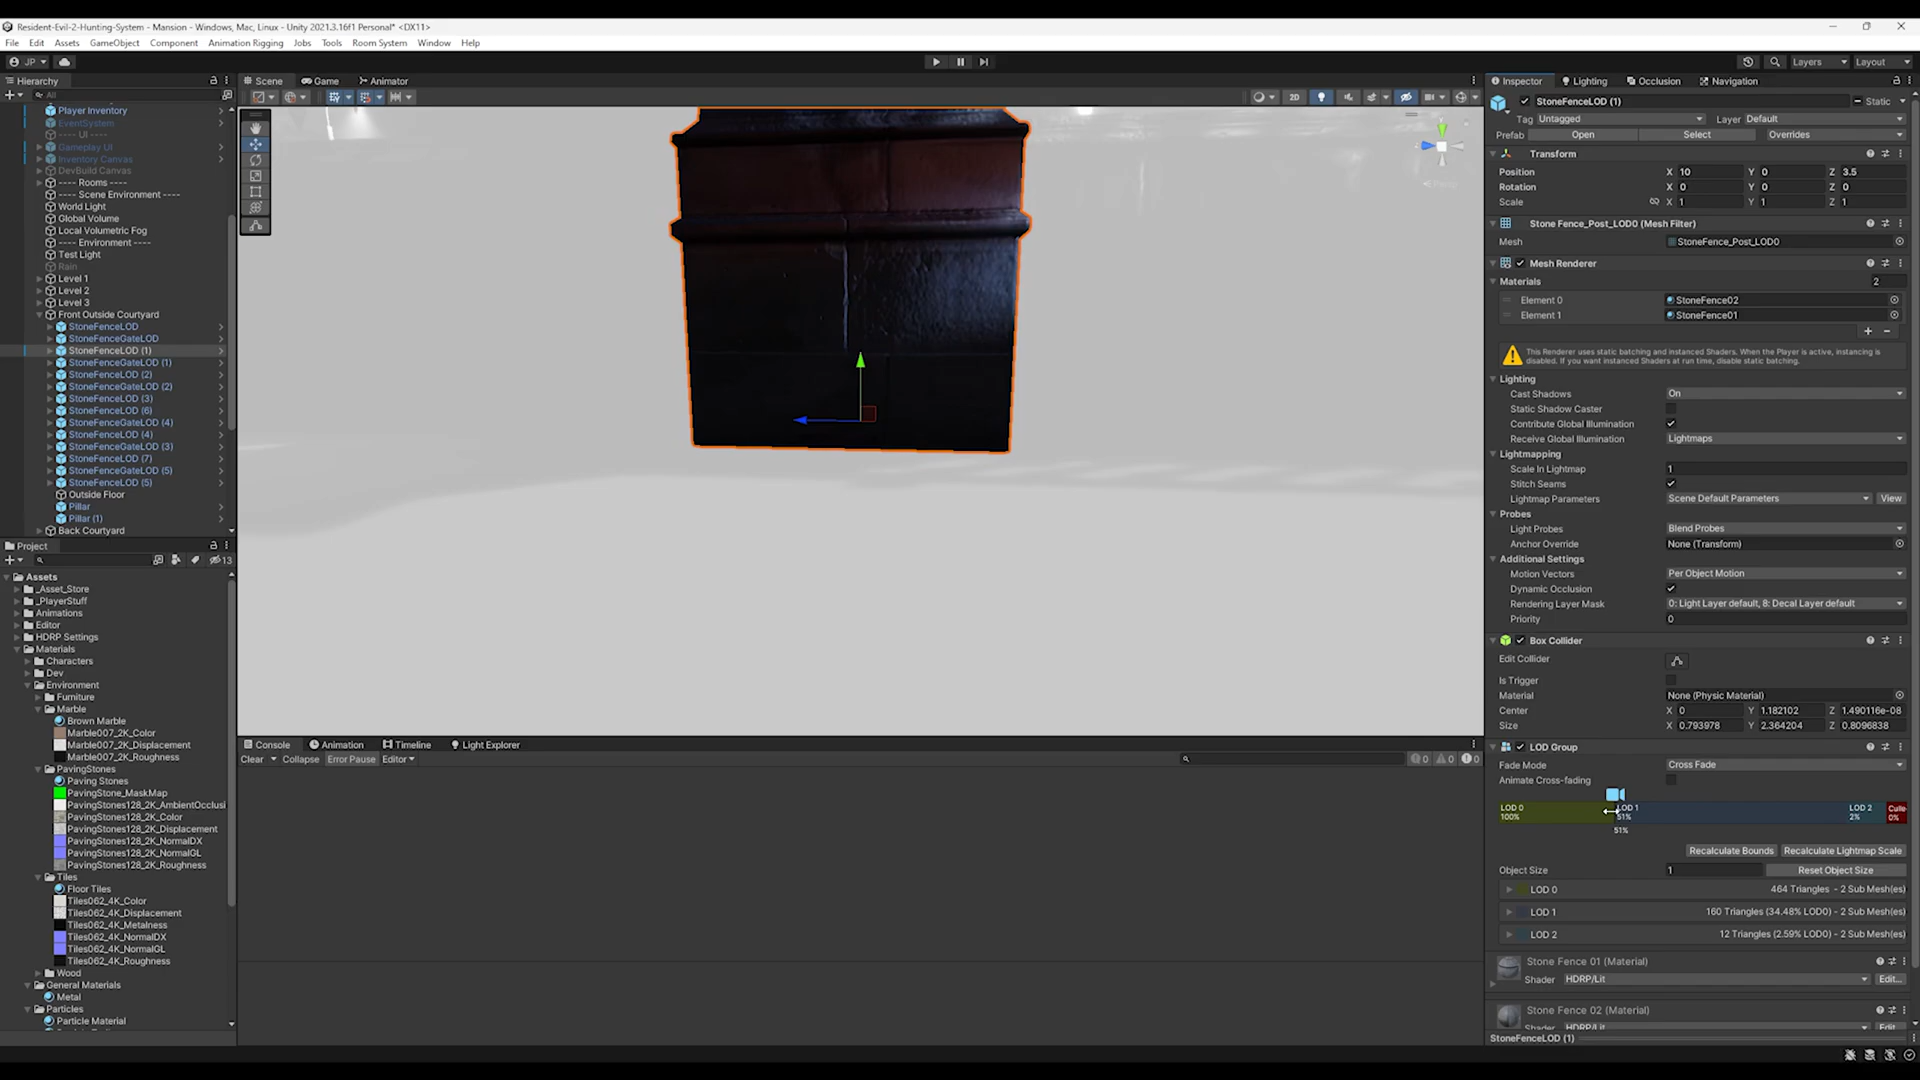 Resident-Evil-2-Hunting-System - Mansion - Windows, Mac, Linux - Unity 2021.3.16f1 Personal* <DX11>
File Edit Assets GameObject Component Animation Rigging Jobs Tools Room System Window Help
JP Layers Layout
Hierarchy
All
Player Inventory
EventSystem
---- UI ----
Gameplay UI
Inventory Canvas
DevBuild Canvas
---- Rooms ----
---- Scene Environment ----
World Light
Global Volume
Local Volumetric Fog
---- Environment ----
Test Light
Rain
Level 1
Level 2
Level 3
Front Outside Courtyard
StoneFenceLOD
StoneFenceGateLOD
StoneFenceLOD (1)
StoneFenceGateLOD (1)
StoneFenceLOD (2)
StoneFenceGateLOD (2)
StoneFenceLOD (3)
StoneFenceLOD (6)
StoneFenceGateLOD (4)
StoneFenceLOD (4)
StoneFenceGateLOD (3)
StoneFenceLOD (7)
StoneFenceGateLOD (5)
StoneFenceLOD (5)
Outside Floor
Pillar
Pillar (1)
Back Courtyard
Project
13
Assets
_Asset_Store
_PlayerStuff
Animations
Editor
HDRP Settings
Materials
Characters
Dev
Environment
Furniture
Marble
Brown Marble
Marble007_2K_Color
Marble007_2K_Displacement
Marble007_2K_Roughness
PavingStones
Paving Stones
PavingStone_MaskMap
PavingStones128_2K_AmbientOcclusi
PavingStones128_2K_Color
PavingStones128_2K_Displacement
PavingStones128_2K_NormalDX
PavingStones128_2K_NormalGL
PavingStones128_2K_Roughness
Tiles
Floor Tiles
Tiles062_4K_Color
Tiles062_4K_Displacement
Tiles062_4K_Metalness
Tiles062_4K_NormalDX
Tiles062_4K_NormalGL
Tiles062_4K_Roughness
Wood
General Materials
Metal
Particles
Particle Material
Scene Game Animator
2D
Console Animation Timeline Light Explorer
Clear Collapse Error Pause Editor
0 0 0
Inspector Lighting Occlusion Navigation
StoneFenceLOD (1) Static
Tag Untagged Layer Default
Prefab Open Select Overrides
Transform
Position X 10 Y 0 Z 3.5
Rotation X 0 Y 0 Z 0
Scale X 1 Y 1 Z 1
Stone Fence_Post_LOD0 (Mesh Filter)
Mesh StoneFence_Post_LOD0
Mesh Renderer
Materials 2
Element 0 StoneFence02
Element 1 StoneFence01
This Renderer uses static batching and instanced Shaders. When the Player is active, instancing is
disabled. If you want instanced Shaders at run time, disable static batching.
Lighting
Cast Shadows On
Static Shadow Caster
Contribute Global Illumination
Receive Global Illumination Lightmaps
Lightmapping
Scale In Lightmap 1
Stitch Seams
Lightmap Parameters Scene Default Parameters View
Probes
Light Probes Blend Probes
Anchor Override None (Transform)
Additional Settings
Motion Vectors Per Object Motion
Dynamic Occlusion
Rendering Layer Mask 0: Light Layer default, 8: Decal Layer default
Priority 0
Box Collider
Edit Collider
Is Trigger
Material None (Physic Material)
Center X 0 Y 1.182102 Z 1.490116e-08
Size X 0.793978 Y 2.364204 Z 0.8096838
LOD Group
Fade Mode Cross Fade
Animate Cross-fading
LOD 0 LOD 1 LOD 2 Culle
100% 51% 2% 0%
51%
Recalculate Bounds Recalculate Lightmap Scale
Object Size 1 Reset Object Size
LOD 0 464 Triangles - 2 Sub Mesh(es)
LOD 1 160 Triangles (34.48% LOD0) - 2 Sub Mesh(es)
LOD 2 12 Triangles (2.59% LOD0) - 2 Sub Mesh(es)
Stone Fence 01 (Material)
Shader HDRP/Lit Edit...
Stone Fence 02 (Material)
Shader HDRP/Lit Edit
StoneFenceLOD (1)